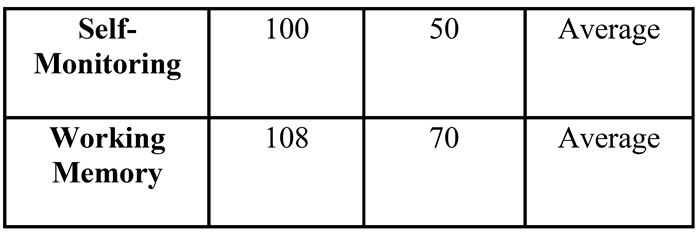 Self- 100 50 Average
Monitoring
Working 108 70 Average
Memory